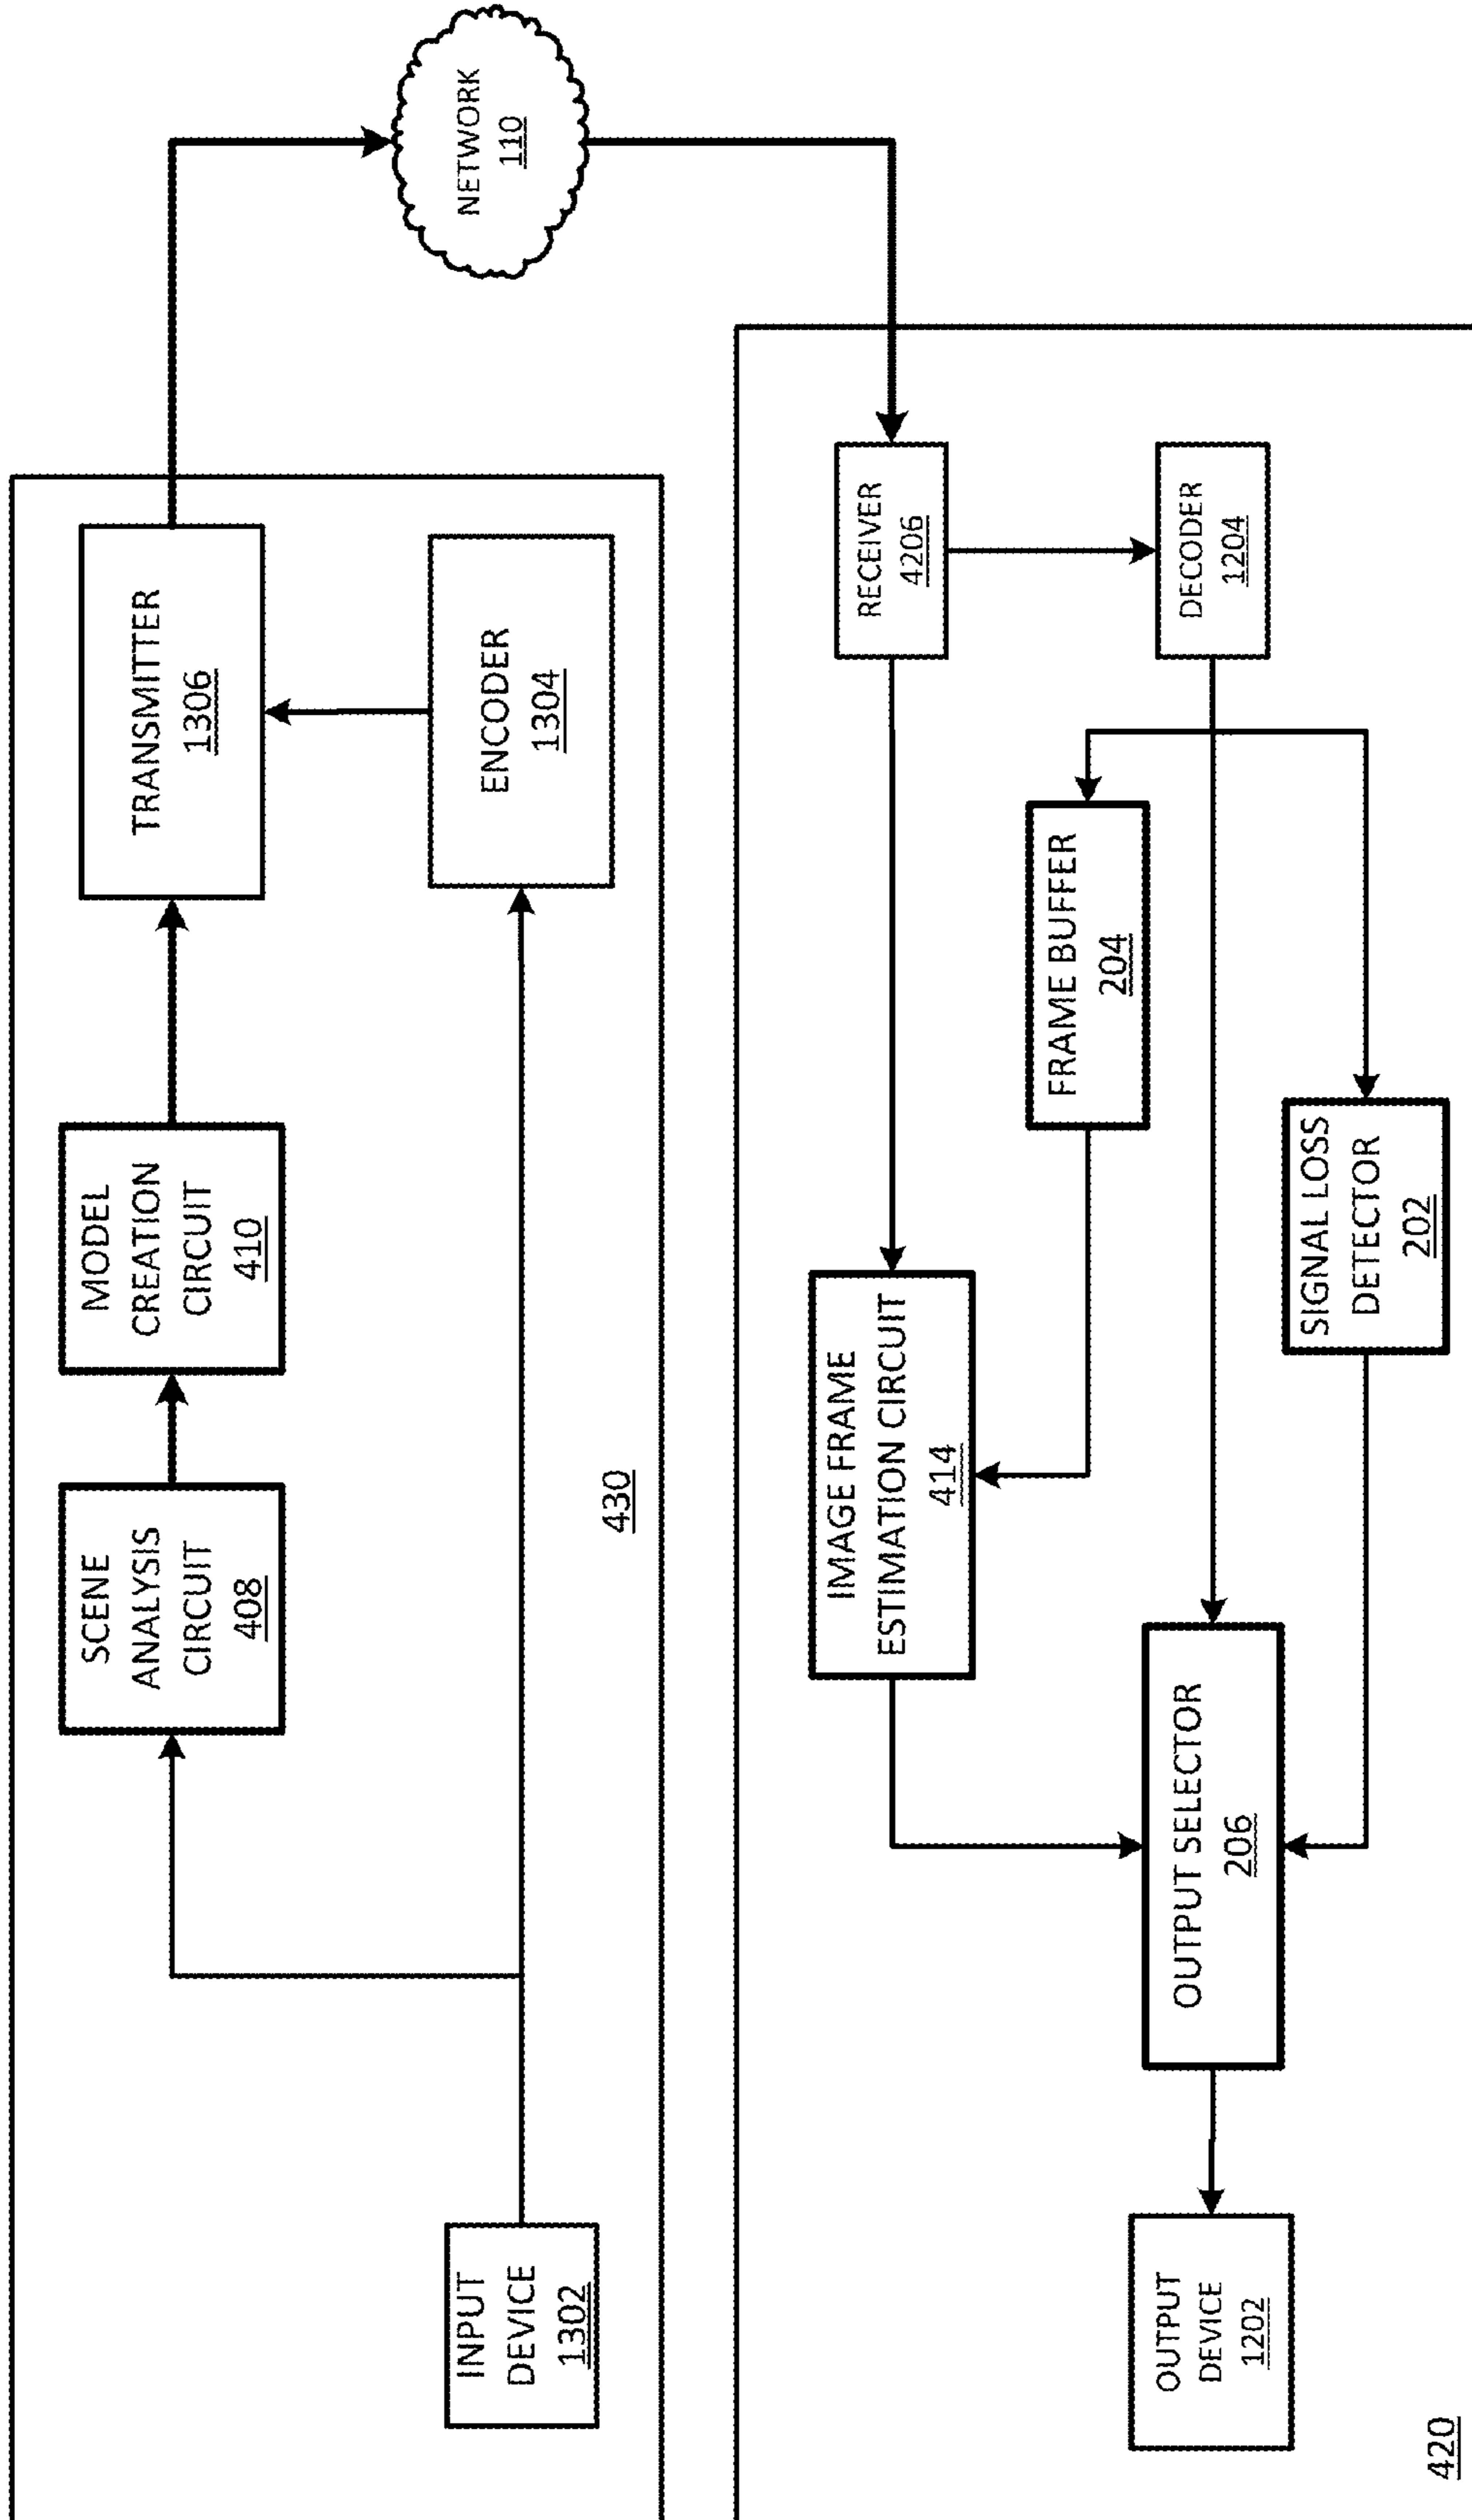 SCENE
ANALYSIS
CIRCUIT
408
MODEL
CREATION
CIRCUIT
410
TRANSMITTER
1306
INPUT
DEVICE
1302
ENCODER
1304
430
NETWORK
110
IMAGE FRAME
ESTIMATION CIRCUIT
414
RECEIVER
4206
FRAME BUFFER
204
OUTPUT
DEVICE
1202
OUTPUT SELECTOR
206
DECODER
1204
SIGNAL LOSS
DETECTOR
202
420